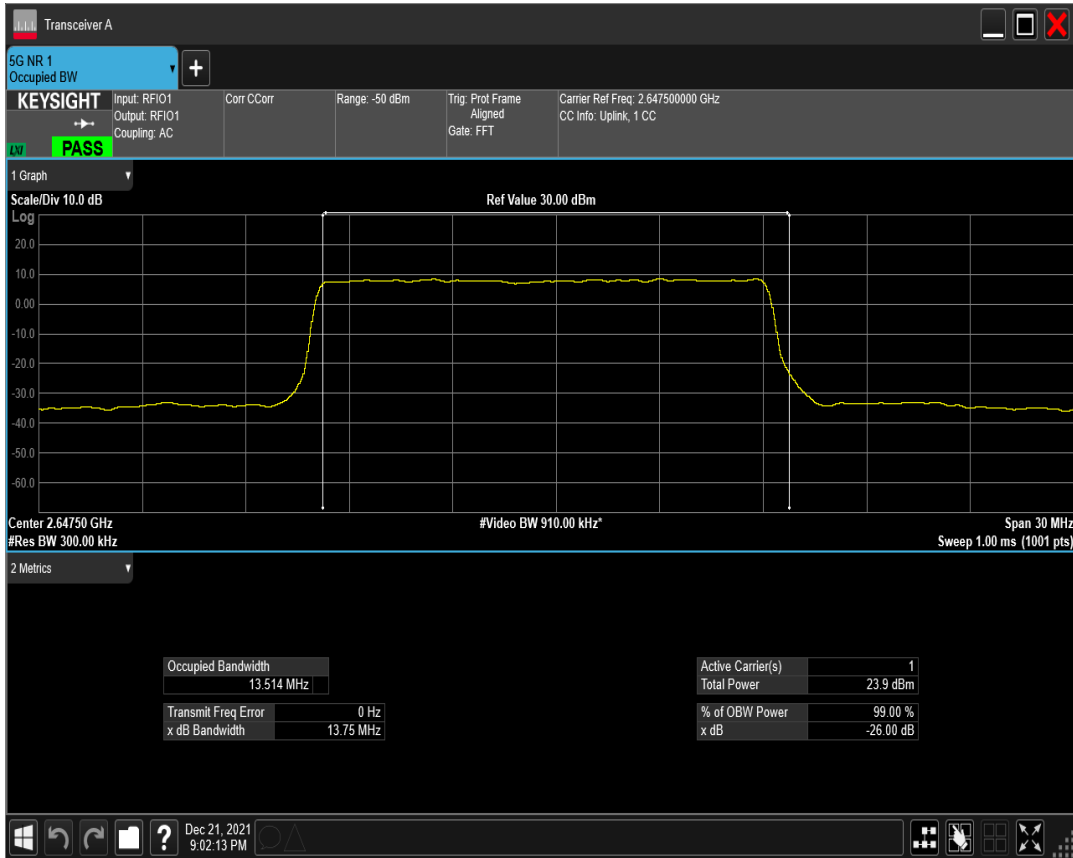 Transceiver A
5G NR 1
Occupied BW
KEYSIGHT
LXI
PASS
Input: RFIO1
Output: RFIO1
Coupling: AC
Corr CCorr
Range: -50 dBm
Trig: Prot Frame
Aligned
Gate: FFT
Carrier Ref Freq: 2.647500000 GHz
CC Info: Uplink, 1 CC
1 Graph
Scale/Div 10.0 dB
Ref Value 30.00 dBm
Log
20.0
10.0
0.00
-10.0
-20.0
-30.0
-40.0
-50.0
-60.0
Center 2.64750 GHz
#Video BW 910.00 kHz*
Span 30 MHz
#Res BW 300.00 kHz
Sweep 1.00 ms (1001 pts)
2 Metrics
Occupied Bandwidth
13.514 MHz
Transmit Freq Error 0 Hz
x dB Bandwidth 13.75 MHz
Active Carrier(s) 1
Total Power 23.9 dBm
% of OBW Power 99.00 %
x dB -26.00 dB
Dec 21, 2021
9:02:13 PM